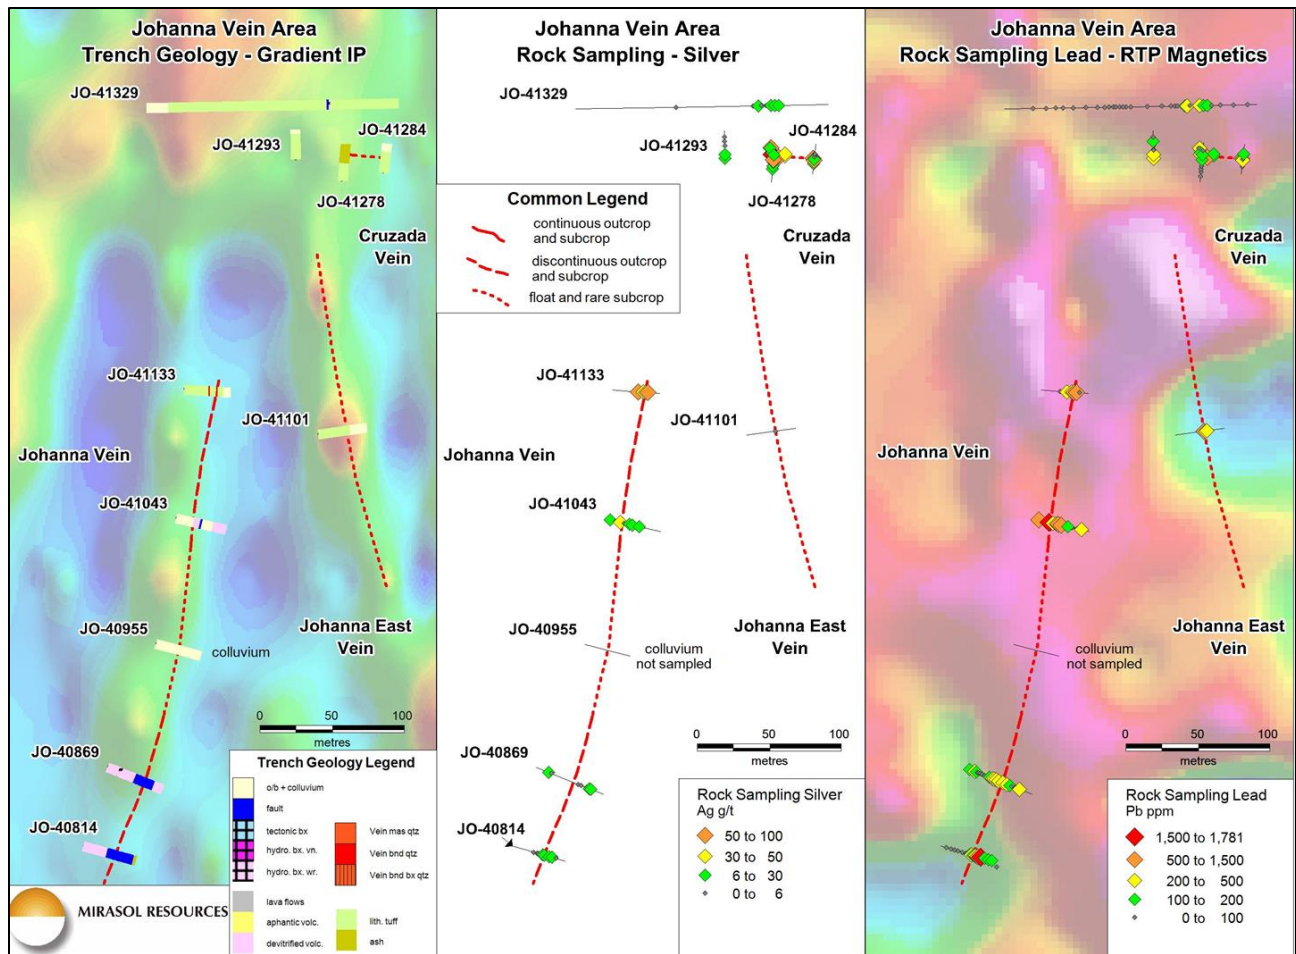 Johanna Vein Area
Trench Geology - Gradient IP
JO-41329
JO-41293
JO-41284
JO-41278
Cruzada
Vein
JO-41133
JO-41101
Johanna Vein
JO-41043
JO-40955
colluvium
Johanna East
Vein
0 50 100
metres
JO-40869
JO-40814
Trench Geology Legend
o/b + colluvium
fault
tectonic bx
hydro. bx. vn.
hydro. bx. wr.
lava flows
aphantic volc.
devitrified volc.
Vein mas qtz
Vein bnd qtz
Vein bnd bx qtz
lith. tuff
ash
MIRASOL RESOURCES
Johanna Vein Area
Rock Sampling - Silver
JO-41329
JO-41293
JO-41284
JO-41278
Common Legend
continuous outcrop
and subcrop
discontinuous outcrop
and subcrop
float and rare subcrop
Cruzada
Vein
JO-41133
JO-41101
Johanna Vein
JO-41043
JO-40955
colluvium
not sampled
Johanna East
Vein
0 50 100
metres
JO-40869
JO-40814
Rock Sampling Silver
Ag g/t
50 to 100
30 to 50
6 to 30
0 to 6
Johanna Vein Area
Rock Sampling Lead - RTP Magnetics
Cruzada
Vein
Johanna Vein
Johanna East
Vein
colluvium
not sampled
0 50 100
metres
Rock Sampling Lead
Pb ppm
1,500 to 1,781
500 to 1,500
200 to 500
100 to 200
0 to 100